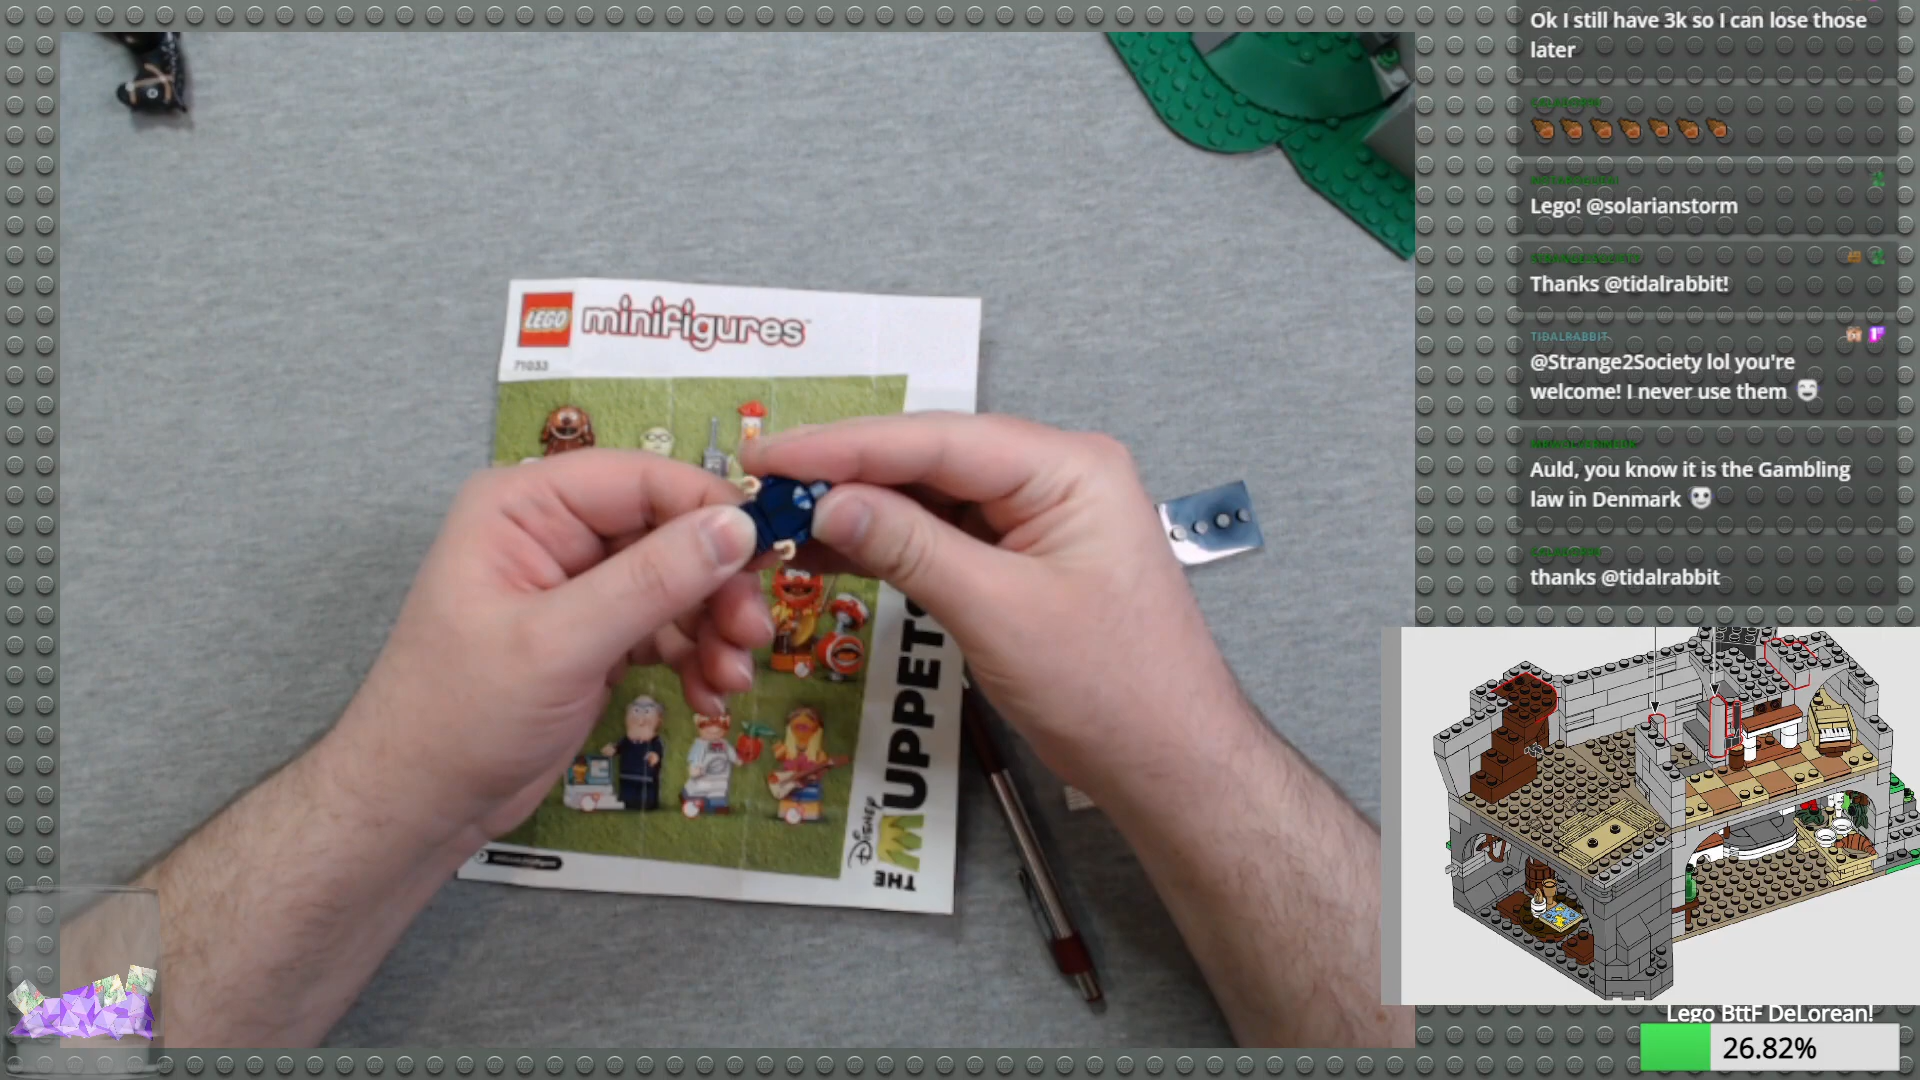 Ok I still have 3k so I can lose those
later
Lego! @solarianstorm
Thanks @tidalrabbit!
TIDALRABBIT
@Strange2Society lol you're
welcome! I never use them
Auld, you know it is the Gambling
law in Denmark
thanks @tidalrabbit
LEGO minifigures
71033
DISNEY
THE MUPPETS
Lego BttF DeLorean!
26.82%